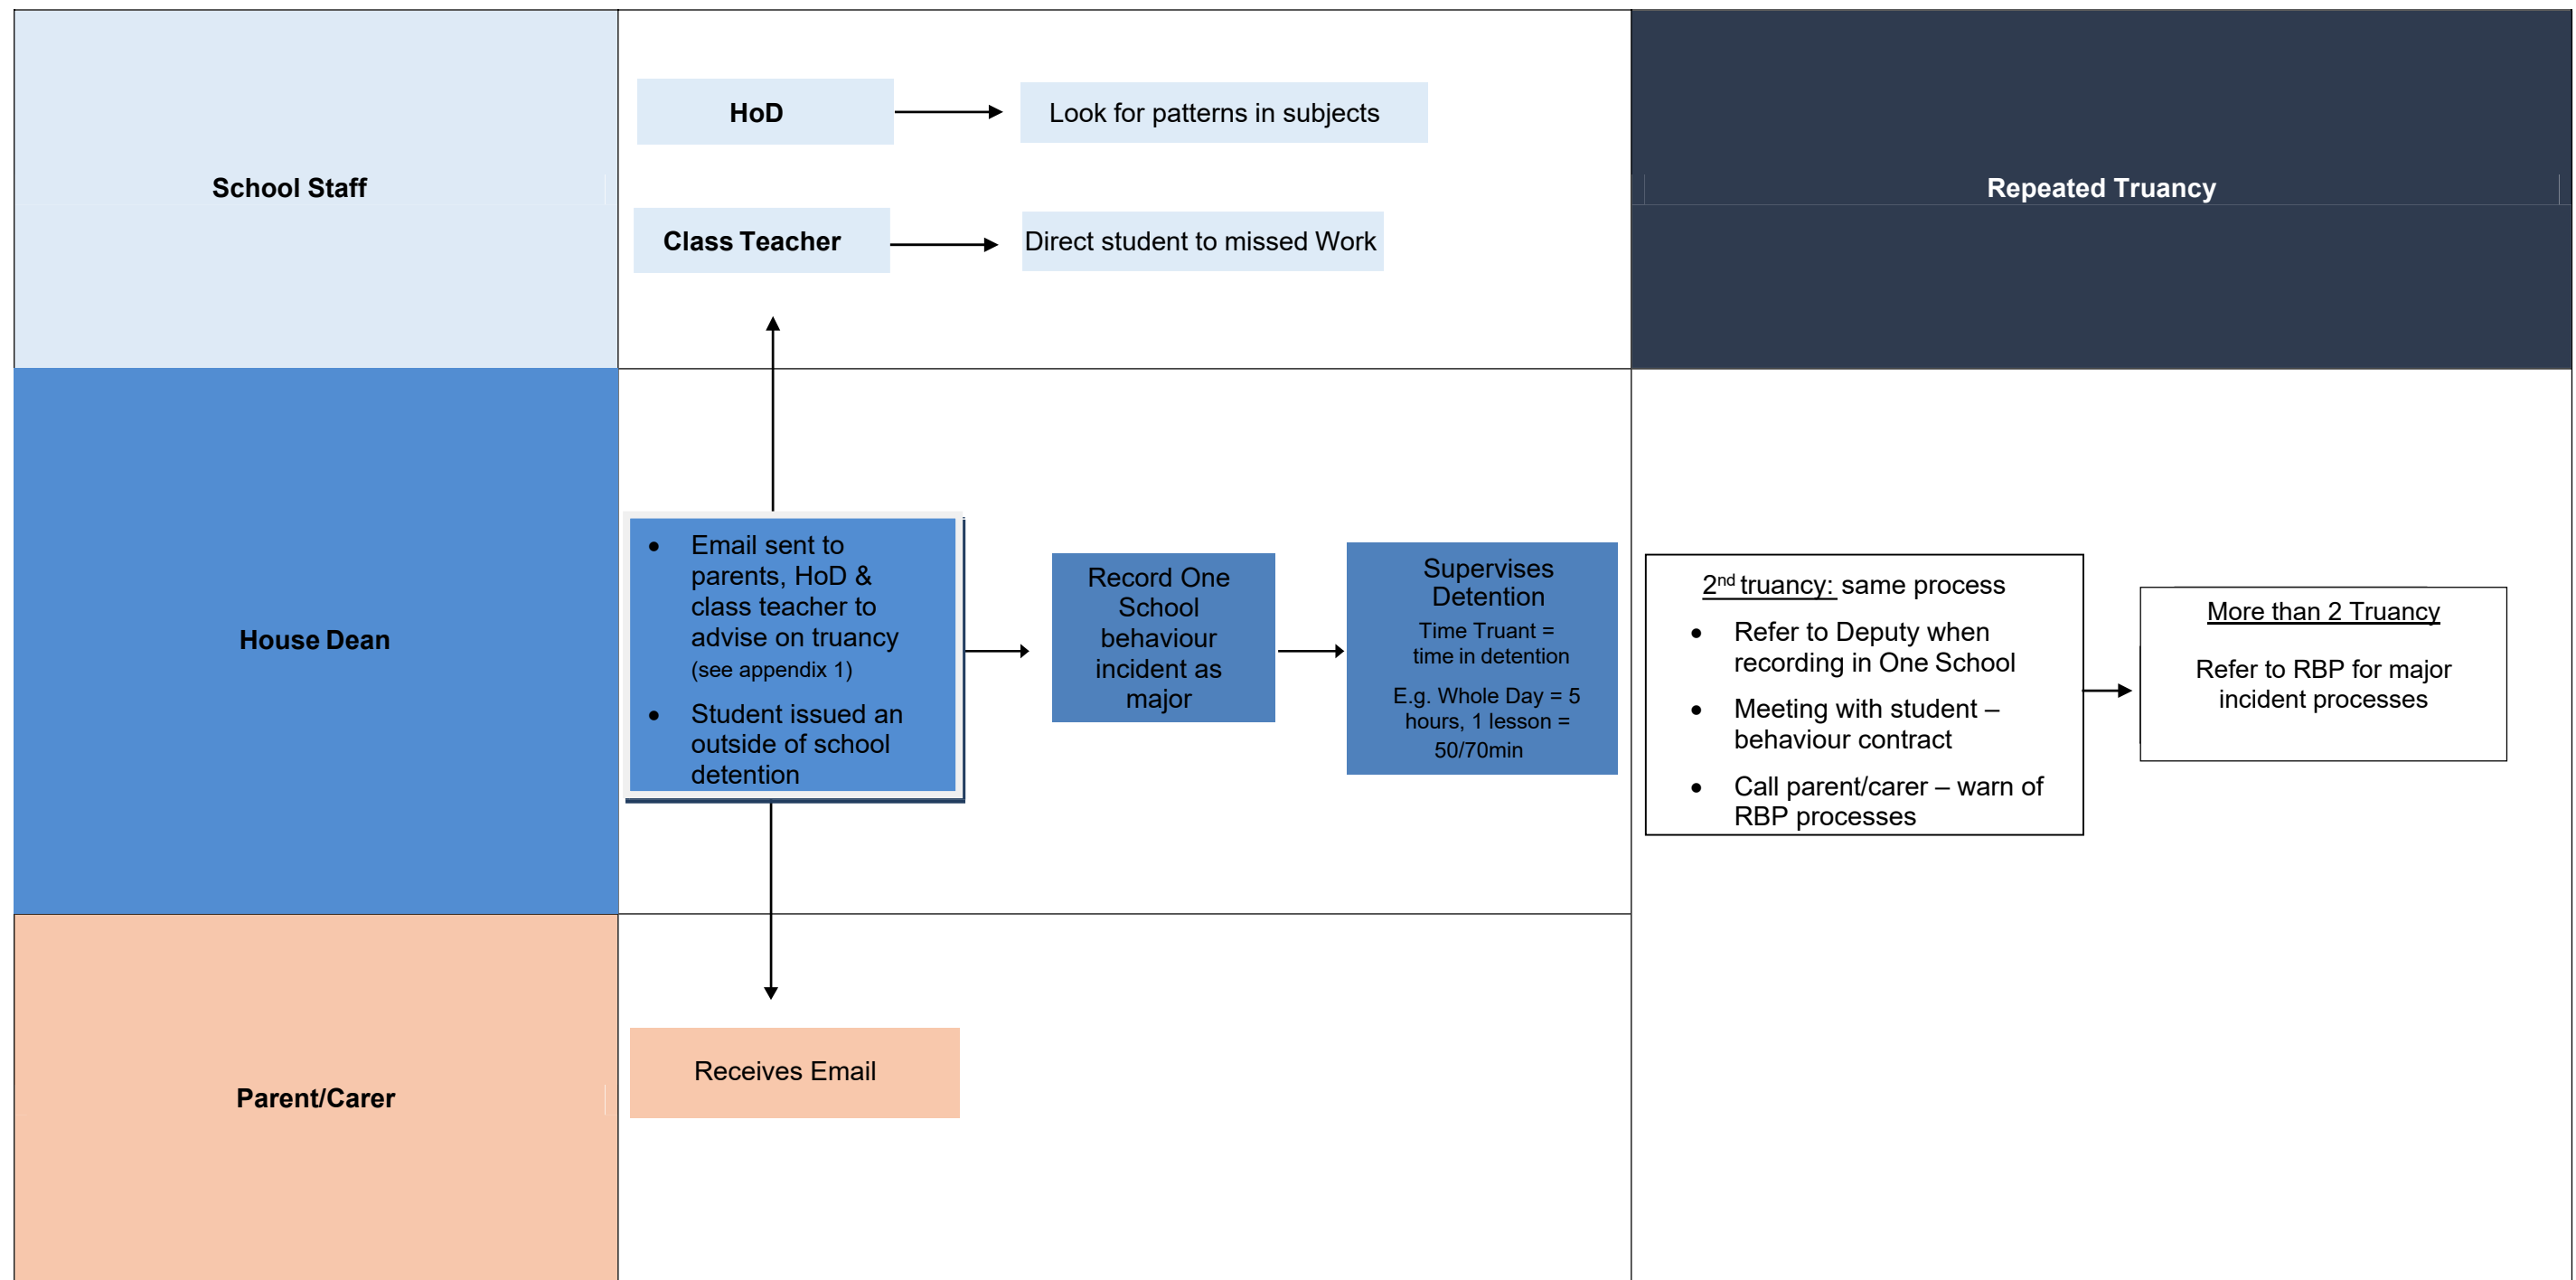 School Staff
HoD
Look for patterns in subjects
Class Teacher
Direct student to missed Work
Repeated Truancy
House Dean
• Email sent to
parents, HoD &
class teacher to
advise on truancy
(see appendix 1)
• Student issued an
outside of school
detention
Record One
School
behaviour
incident as
major
Supervises
Detention
Time Truant =
time in detention
E.g. Whole Day = 5
hours, 1 lesson =
50/70min
2nd truancy: same process
• Refer to Deputy when
recording in One School
• Meeting with student –
behaviour contract
• Call parent/carer – warn of
RBP processes
More than 2 Truancy
Refer to RBP for major
incident processes
Parent/Carer
Receives Email